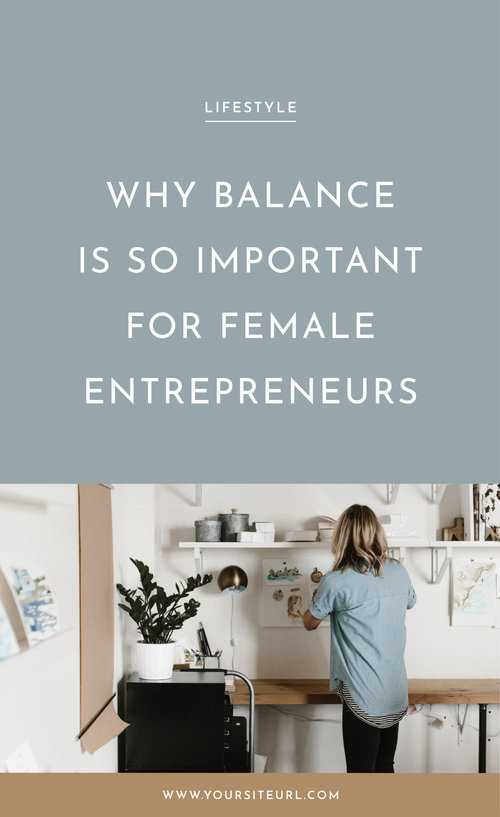 LIFESTYLE
WHY BALANCE
IS SO IMPORTANT
FOR FEMALE
ENTREPRENEURS
WWW.YOURSITEURL.COM